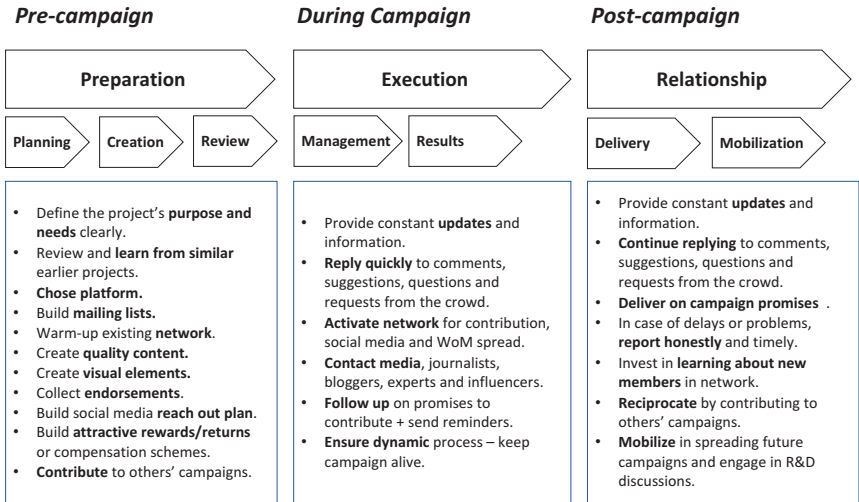 Pre-campaign
During Campaign
Post-campaign
Preparation
Execution
Relationship
Planning
Creation
Review
Management
Results
Delivery
Mobilization
• Define the project’s purpose and
needs clearly.
• Review and learn from similar
earlier projects.
• Chose platform.
• Build mailing lists.
• Warm-up existing network.
• Create quality content.
• Create visual elements.
• Collect endorsements.
• Build social media reach out plan.
• Build attractive rewards/returns
or compensation schemes.
• Contribute to others’ campaigns.
• Provide constant updates and
information.
• Reply quickly to comments,
suggestions, questions and
requests from the crowd.
• Activate network for contribution,
social media and WoM spread.
• Contact media, journalists,
bloggers, experts and influencers.
• Follow up on promises to
contribute + send reminders.
• Ensure dynamic process – keep
campaign alive.
• Provide constant updates and
information.
• Continue replying to comments,
suggestions, questions and
requests from the crowd.
• Deliver on campaign promises .
• In case of delays or problems,
report honestly and timely.
• Invest in learning about new
members in network.
• Reciprocate by contributing to
others’ campaigns.
• Mobilize in spreading future
campaigns and engage in R&D
discussions.